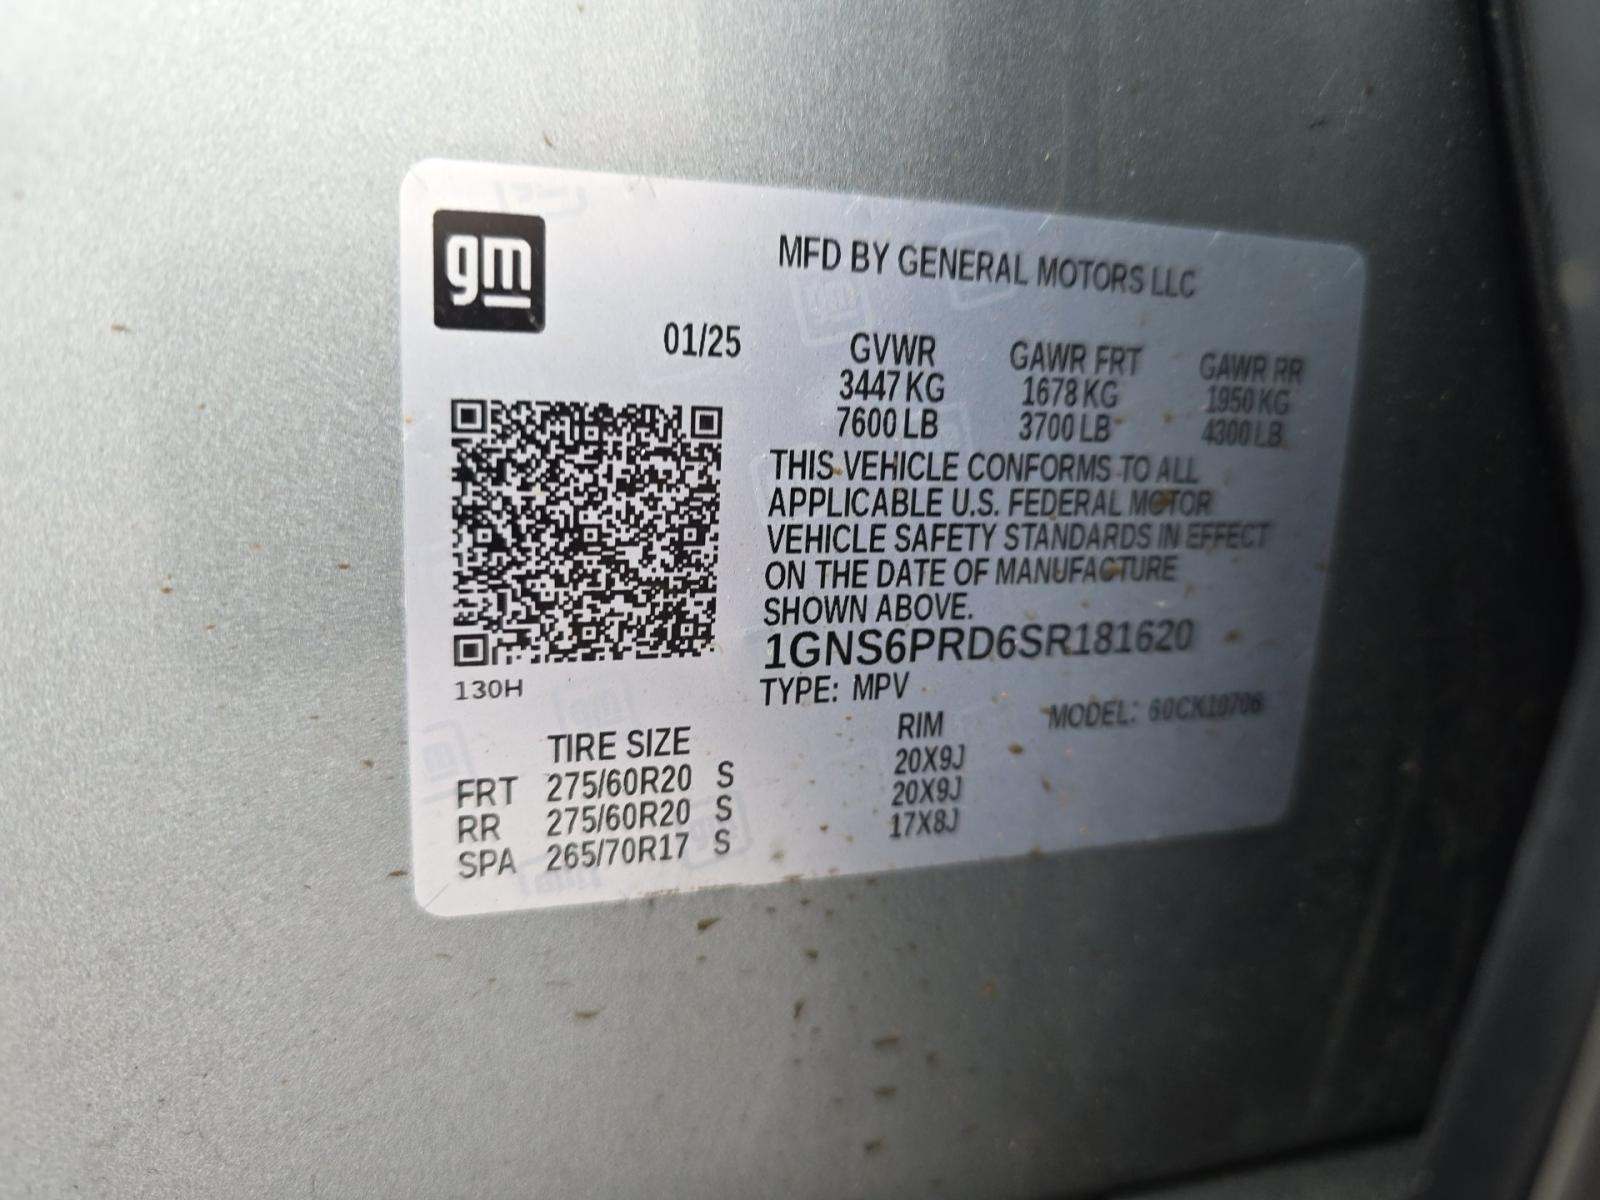 gm
MFD BY GENERAL MOTORS LLC
01/25
GVWR GAWR FRT GAWR RR
3447 KG 1678 KG 1950 KG
7600 LB 3700 LB 4300 LB
THIS VEHICLE CONFORMS TO ALL
APPLICABLE U.S. FEDERAL MOTOR
VEHICLE SAFETY STANDARDS IN EFFECT
ON THE DATE OF MANUFACTURE
SHOWN ABOVE.
1GNS6PRD6SR181620
130H
TYPE: MPV
MODEL: 60CK10706
TIRE SIZE RIM
FRT 275/60R20 S 20X9J
RR 275/60R20 S 20X9J
SPA 265/70R17 S 17X8J